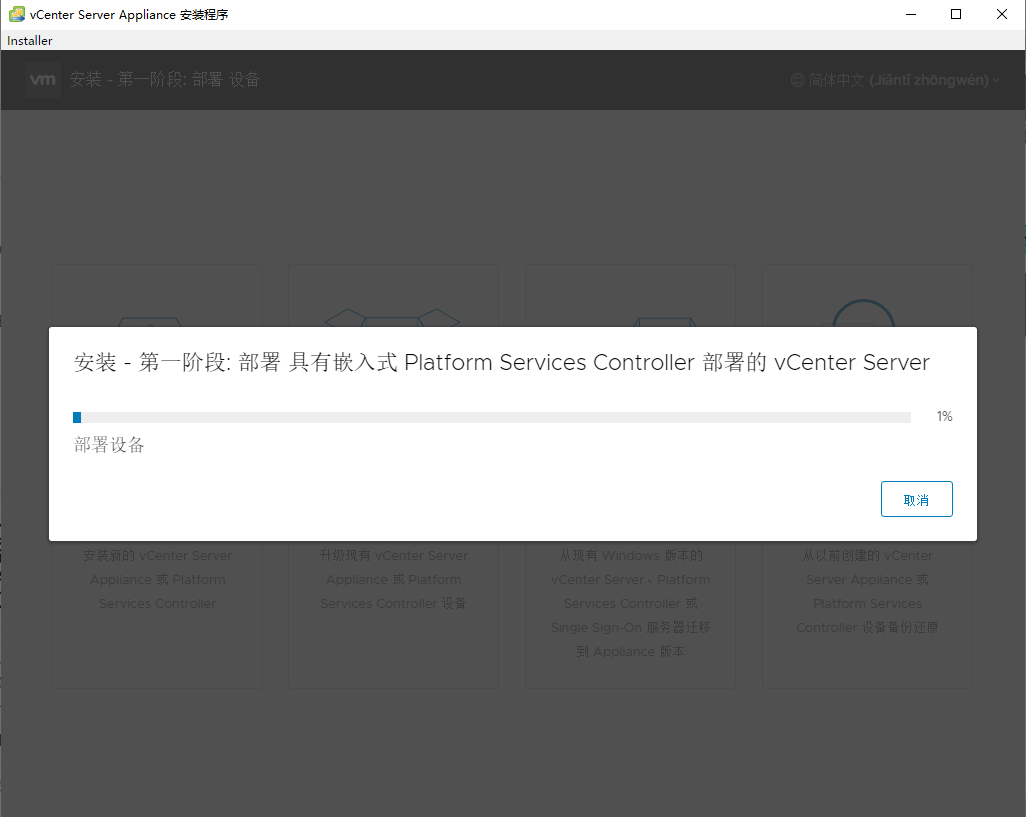 vCenter Server Appliance 安装程序
Installer
vm 安装 - 第一阶段: 部署 设备
简体中文 (Jiǎntǐ zhōngwén)
安装 - 第一阶段: 部署 具有嵌入式 Platform Services Controller 部署的 vCenter Server
1%
部署设备
取消
安装新的 vCenter Server
Appliance 或 Platform
Services Controller
升级现有 vCenter Server
Appliance 或 Platform
Services Controller 设备
从现有 Windows 版本的
vCenter Server、Platform
Services Controller 或
Single Sign-On 服务器迁移
到 Appliance 版本
从以前创建的 vCenter
Server Appliance 或
Platform Services
Controller 设备备份还原